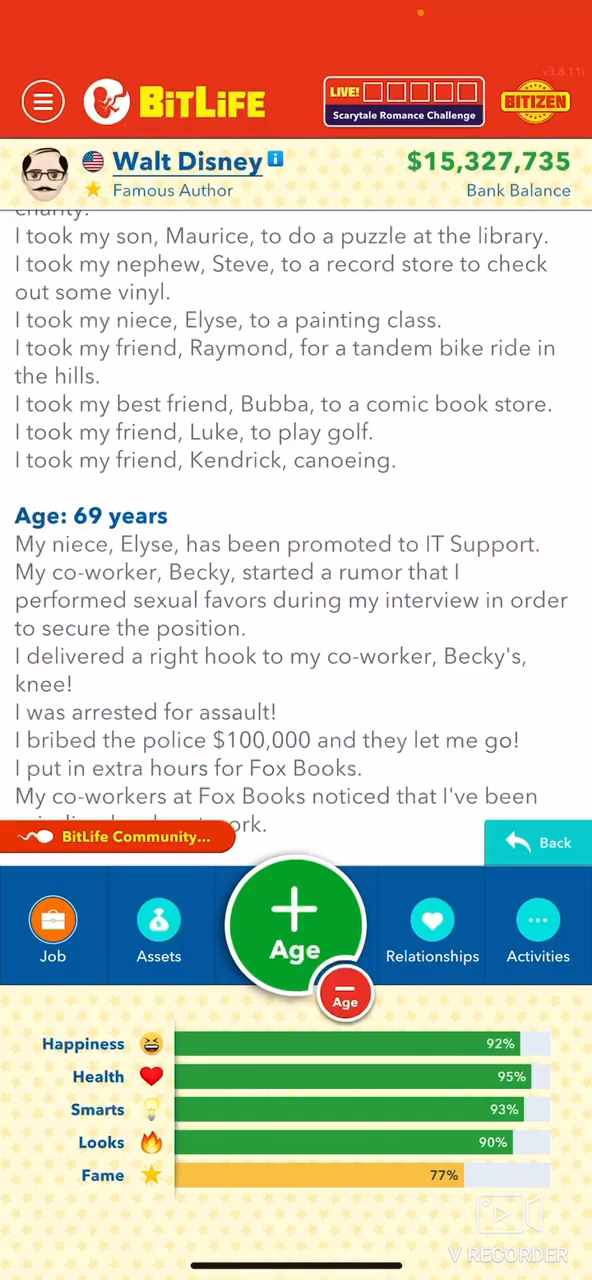 v3.8.11i
BITLIFE
LIVE!
Scarytale Romance Challenge
BITIZEN
Walt Disney i
$15,327,735
Famous Author
Bank Balance
charity.
I took my son, Maurice, to do a puzzle at the library.
I took my nephew, Steve, to a record store to check
out some vinyl.
I took my niece, Elyse, to a painting class.
I took my friend, Raymond, for a tandem bike ride in
the hills.
I took my best friend, Bubba, to a comic book store.
I took my friend, Luke, to play golf.
I took my friend, Kendrick, canoeing.
Age: 69 years
My niece, Elyse, has been promoted to IT Support.
My co-worker, Becky, started a rumor that I
performed sexual favors during my interview in order
to secure the position.
I delivered a right hook to my co-worker, Becky's,
knee!
I was arrested for assault!
I bribed the police $100,000 and they let me go!
I put in extra hours for Fox Books.
My co-workers at Fox Books noticed that I've been
ork.
BitLife Community...
Back
Job
Assets
Age
Relationships
Activities
Age
Happiness 92%
Health 95%
Smarts 93%
Looks 90%
Fame 77%
V RECORDER